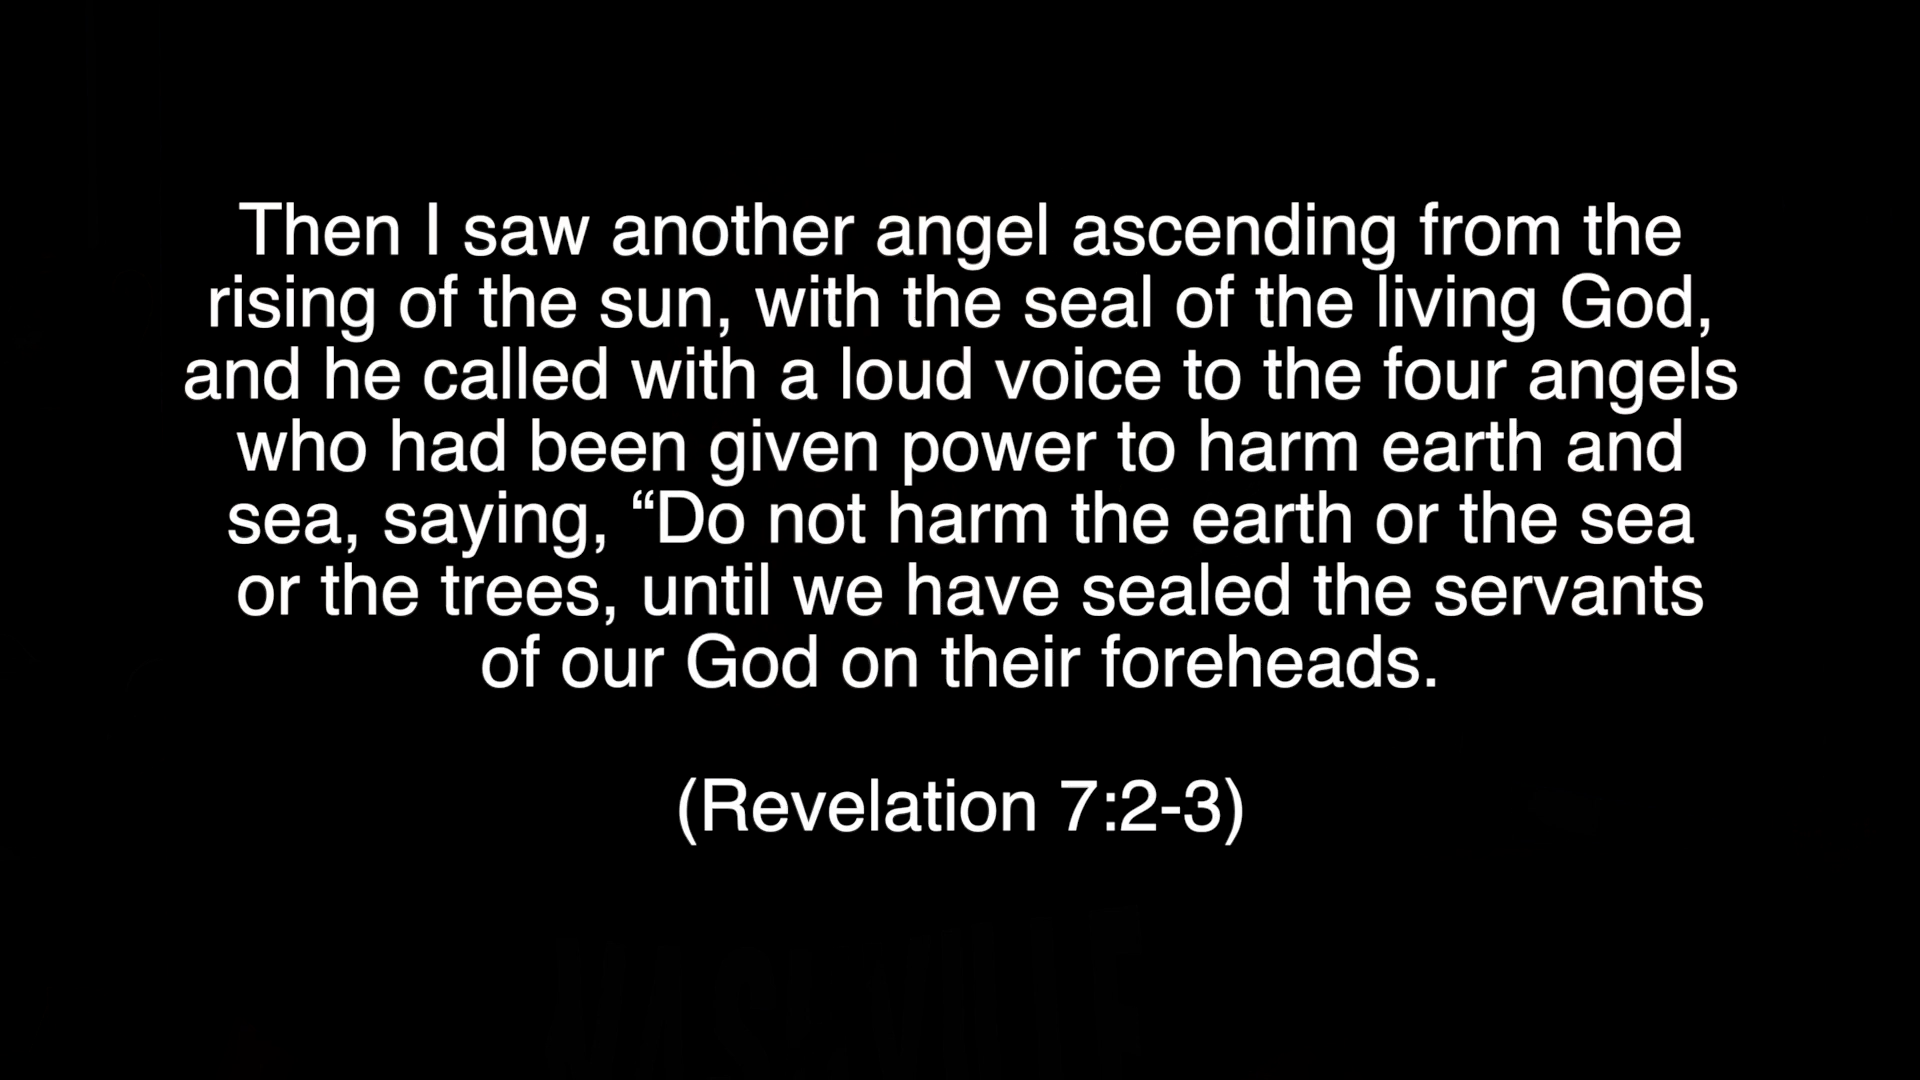 Then I saw another angel ascending from the
rising of the sun, with the seal of the living God,
and he called with a loud voice to the four angels
who had been given power to harm earth and
sea, saying, “Do not harm the earth or the sea
or the trees, until we have sealed the servants
of our God on their foreheads.
(Revelation 7:2-3)